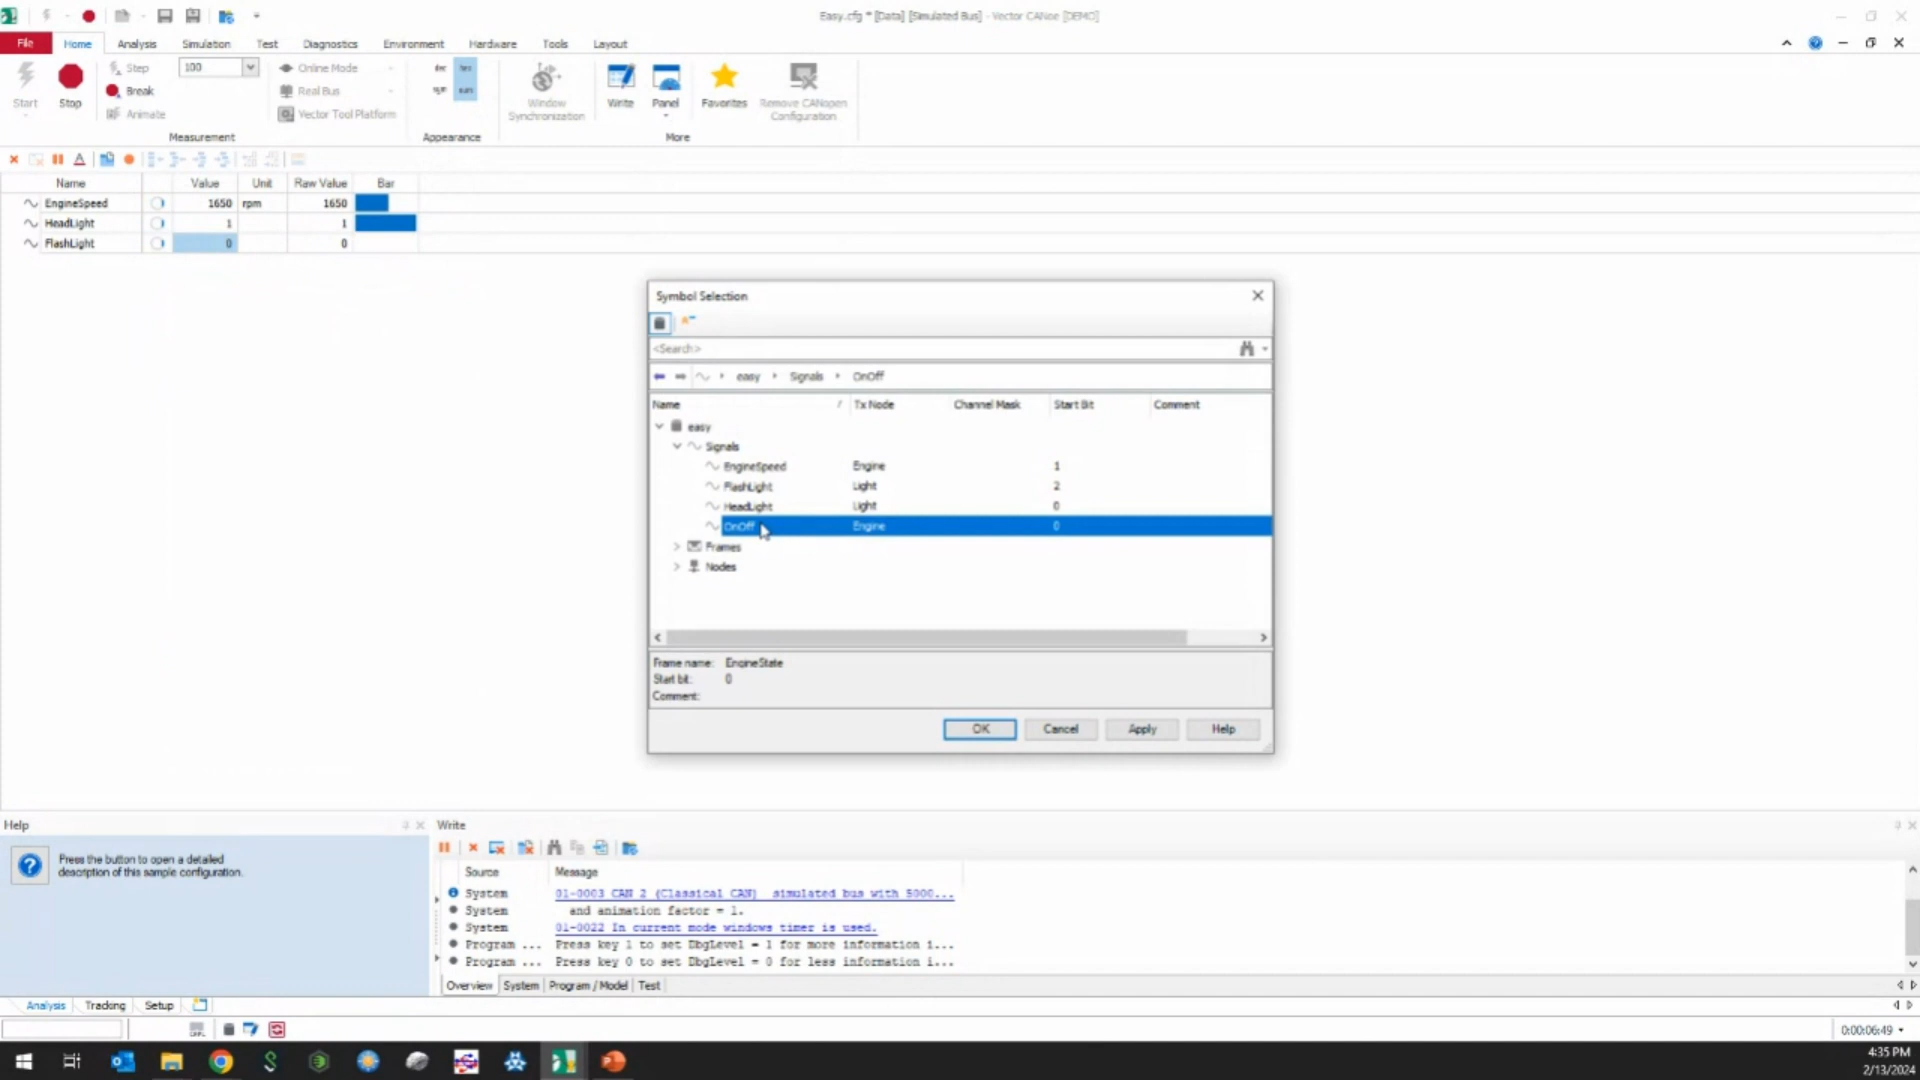 Easy.cfg * [Data] [Simulated Bus] - Vector CANoe [DEMO]
File Home Analysis Simulation Test Diagnostics Environment Hardware Tools Layout
Start
Stop
Step
Break
Animate
100
Online Mode
Real Bus
Vector Tool Platform
dec hex
sym num
Window
Synchronization
Write
Panel
Favorites
Remove CANopen
Configuration
Measurement Appearance More
Name Value Unit Raw Value Bar
EngineSpeed 1650 rpm 1650
HeadLight 1 1
FlashLight 0 0
Symbol Selection
<Search>
easy Signals OnOff
Name Tx Node Channel Mask Start Bit Comment
easy
Signals
EngineSpeed Engine 1
FlashLight Light 2
HeadLight Light 0
OnOff Engine 0
Frames
Nodes
Frame name: EngineState
Start bit: 0
Comment:
OK Cancel Apply Help
Help
Press the button to open a detailed
description of this sample configuration.
Write
Source Message
System 01-0003 CAN 2 (Classical CAN) simulated bus with 5000...
System and animation factor = 1.
System 01-0022 In current mode windows timer is used.
Program ... Press key 1 to set DbgLevel = 1 for more information i...
Program ... Press key 0 to set DbgLevel = 0 for less information i...
Overview System Program / Model Test
Analysis Tracking Setup
0:00:06:49
4:35 PM
2/13/2024